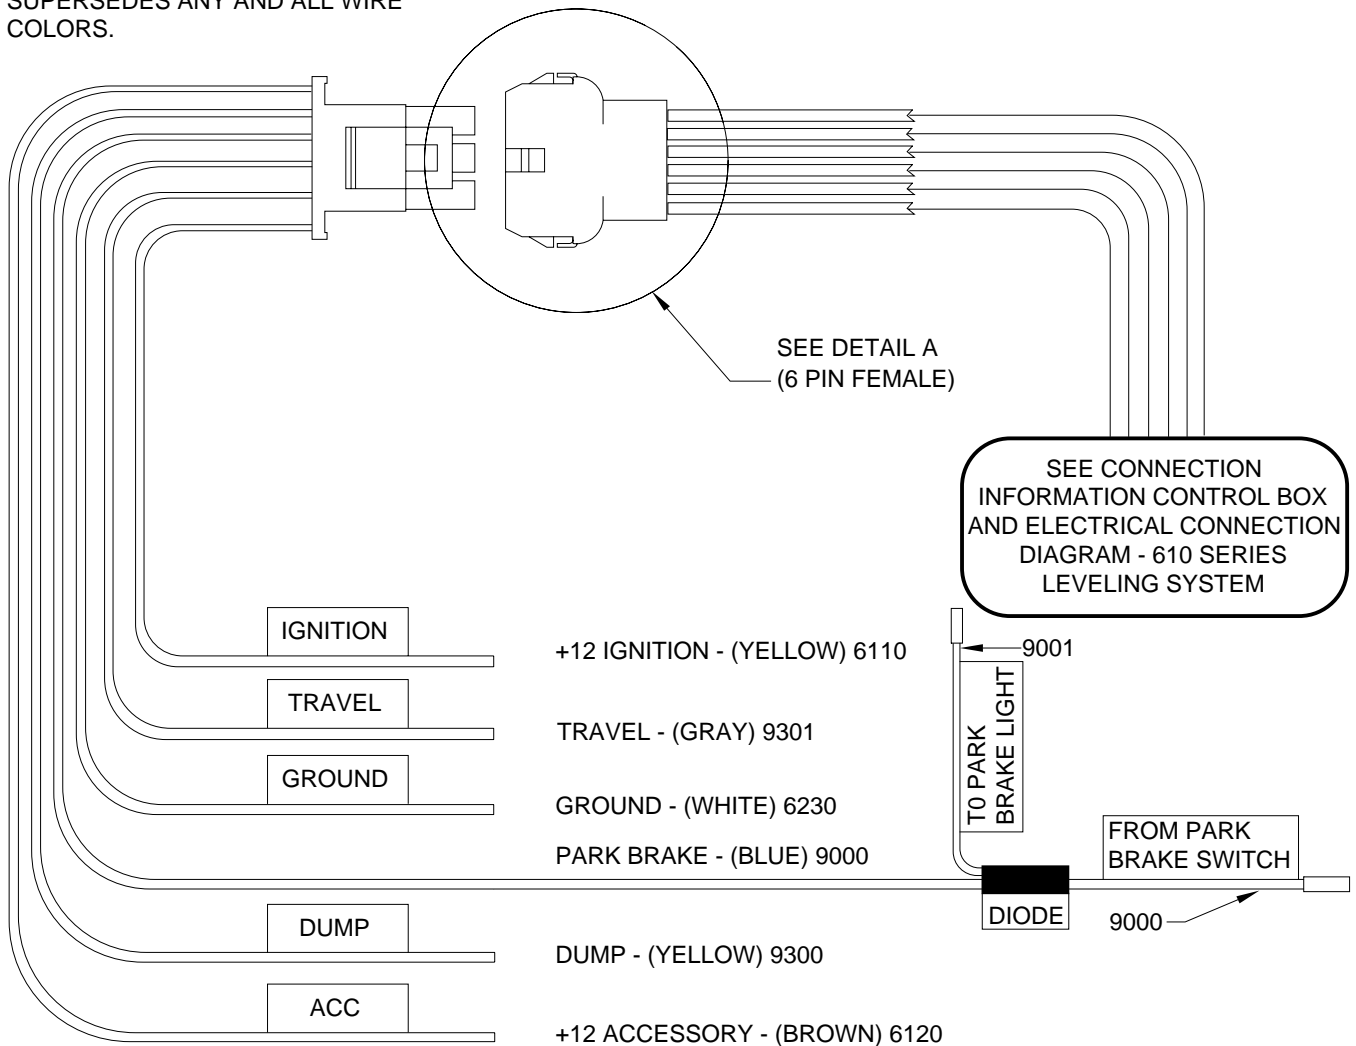 SUPERSEDES ANY AND ALL WIRE
COLORS.
SEE DETAIL A
(6 PIN FEMALE)
SEE CONNECTION
INFORMATION CONTROL BOX
AND ELECTRICAL CONNECTION
DIAGRAM - 610 SERIES
LEVELING SYSTEM
IGNITION
+12 IGNITION - (YELLOW) 6110
9001
TRAVEL
TRAVEL - (GRAY) 9301
T0 PARK
BRAKE LIGHT
GROUND
GROUND - (WHITE) 6230
PARK BRAKE - (BLUE) 9000
FROM PARK
BRAKE SWITCH
DIODE
9000
DUMP
DUMP - (YELLOW) 9300
ACC
+12 ACCESSORY - (BROWN) 6120